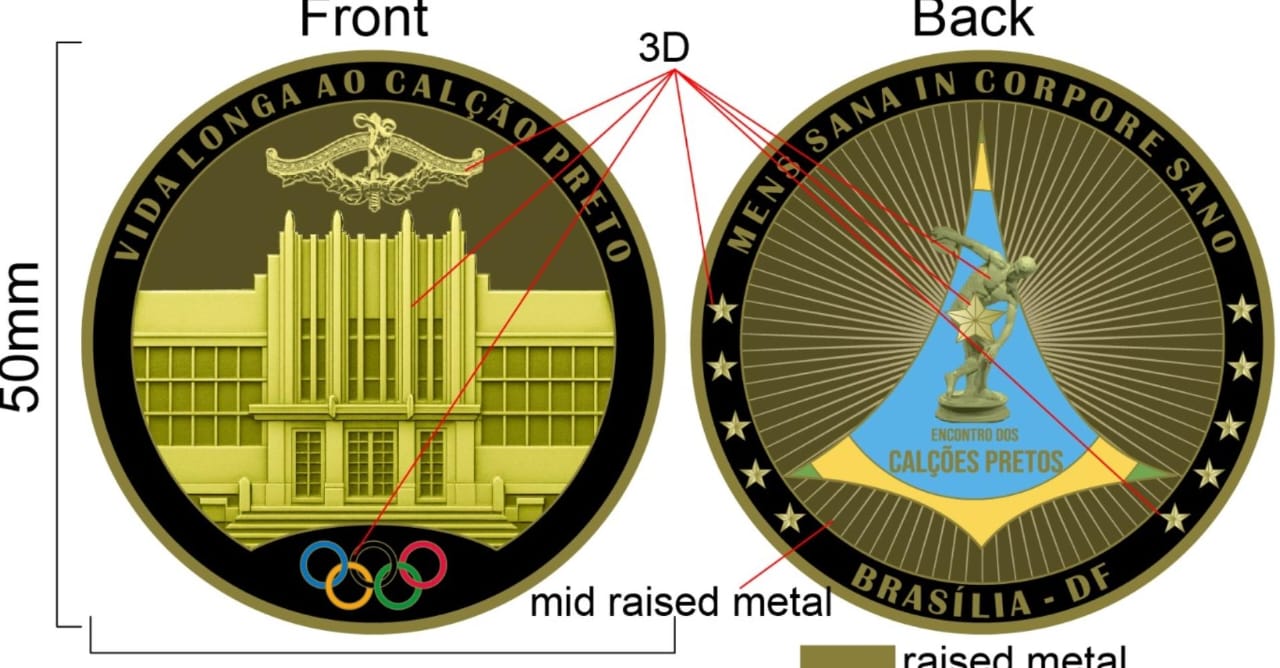 Front
Back
3D
VIDA LONGA AO CALÇÃO PRETO
MENS SANA IN CORPORE SANO
50mm
ENCONTRO DOS
CALÇÕES PRETOS
BRASÍLIA - DF
mid raised metal
raised metal